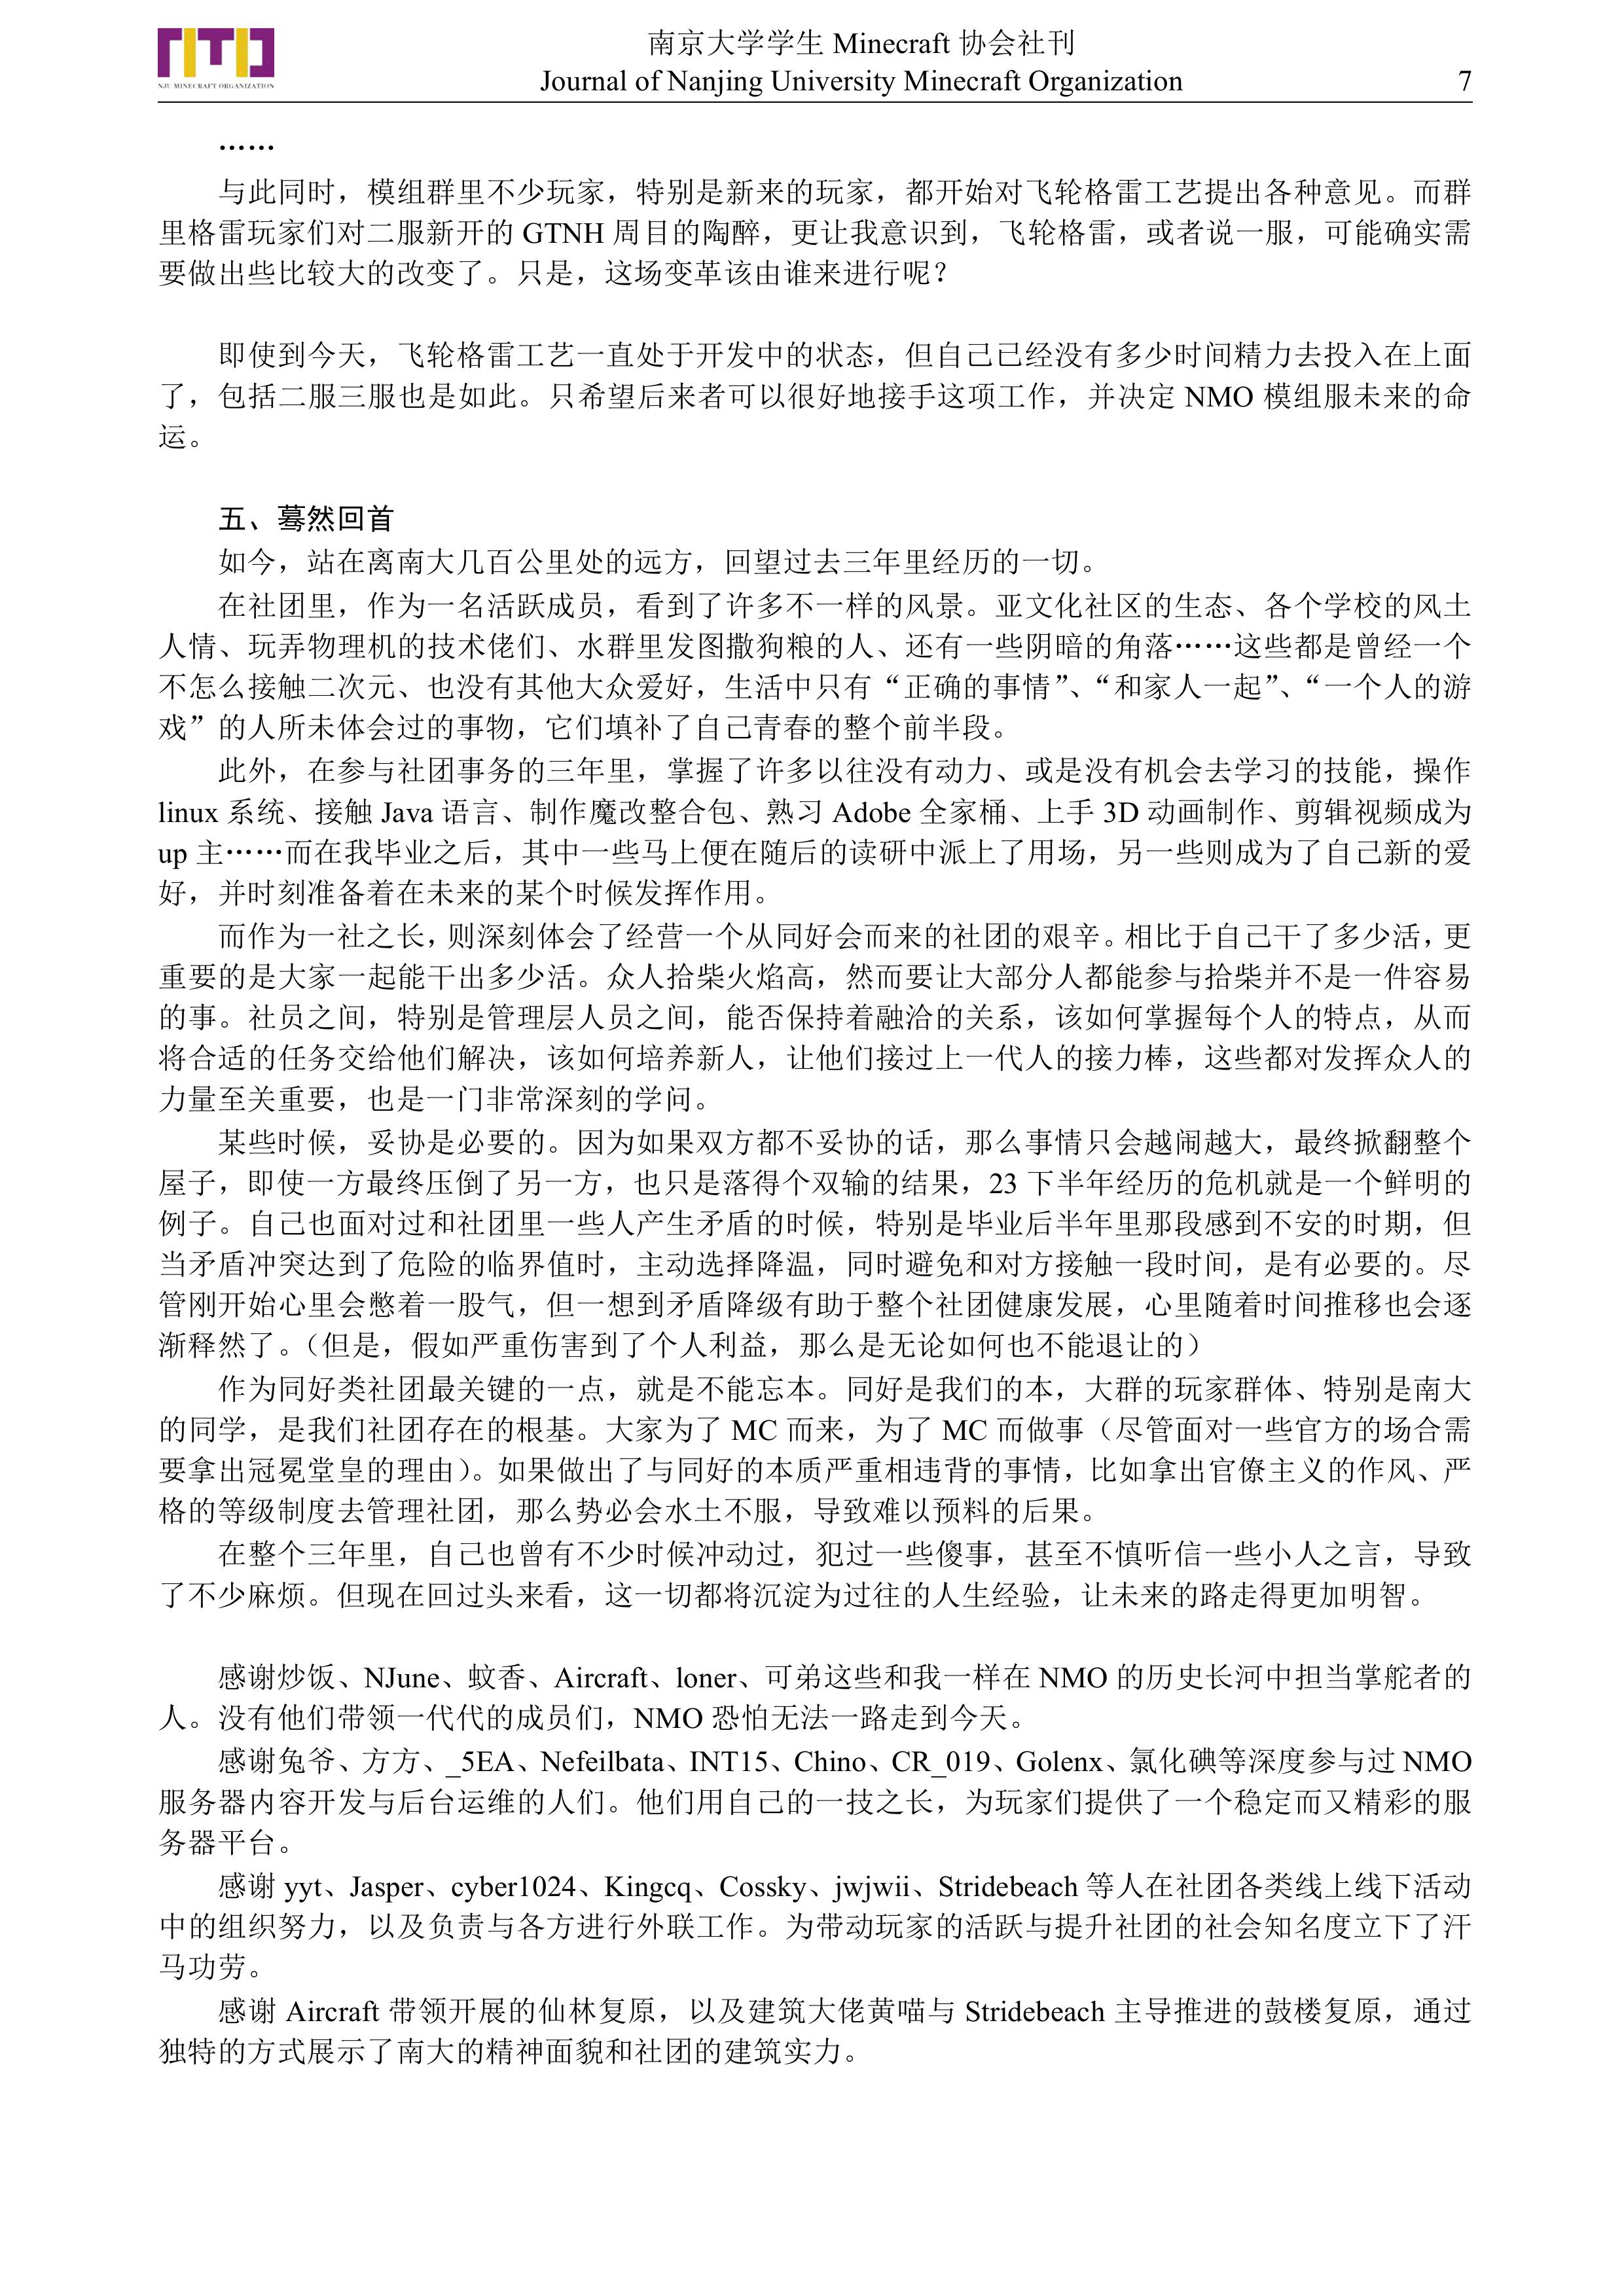 NJU MINECRAFT ORGANIZATION
南京大学学生 Minecraft 协会社刊
Journal of Nanjing University Minecraft Organization
7
……
与此同时，模组群里不少玩家，特别是新来的玩家，都开始对飞轮格雷工艺提出各种意见。而群
里格雷玩家们对二服新开的 GTNH 周目的陶醉，更让我意识到，飞轮格雷，或者说一服，可能确实需
要做出些比较大的改变了。只是，这场变革该由谁来进行呢？
即使到今天，飞轮格雷工艺一直处于开发中的状态，但自己已经没有多少时间精力去投入在上面
了，包括二服三服也是如此。只希望后来者可以很好地接手这项工作，并决定 NMO 模组服未来的命
运。
五、蓦然回首
如今，站在离南大几百公里处的远方，回望过去三年里经历的一切。
在社团里，作为一名活跃成员，看到了许多不一样的风景。亚文化社区的生态、各个学校的风土
人情、玩弄物理机的技术佬们、水群里发图撒狗粮的人、还有一些阴暗的角落……这些都是曾经一个
不怎么接触二次元、也没有其他大众爱好，生活中只有“正确的事情”、“和家人一起”、“一个人的游
戏”的人所未体会过的事物，它们填补了自己青春的整个前半段。
此外，在参与社团事务的三年里，掌握了许多以往没有动力、或是没有机会去学习的技能，操作
linux 系统、接触 Java 语言、制作魔改整合包、熟习 Adobe 全家桶、上手 3D 动画制作、剪辑视频成为
up 主……而在我毕业之后，其中一些马上便在随后的读研中派上了用场，另一些则成为了自己新的爱
好，并时刻准备着在未来的某个时候发挥作用。
而作为一社之长，则深刻体会了经营一个从同好会而来的社团的艰辛。相比于自己干了多少活，更
重要的是大家一起能干出多少活。众人拾柴火焰高，然而要让大部分人都能参与拾柴并不是一件容易
的事。社员之间，特别是管理层人员之间，能否保持着融洽的关系，该如何掌握每个人的特点，从而
将合适的任务交给他们解决，该如何培养新人，让他们接过上一代人的接力棒，这些都对发挥众人的
力量至关重要，也是一门非常深刻的学问。
某些时候，妥协是必要的。因为如果双方都不妥协的话，那么事情只会越闹越大，最终掀翻整个
屋子，即使一方最终压倒了另一方，也只是落得个双输的结果，23 下半年经历的危机就是一个鲜明的
例子。自己也面对过和社团里一些人产生矛盾的时候，特别是毕业后半年里那段感到不安的时期，但
当矛盾冲突达到了危险的临界值时，主动选择降温，同时避免和对方接触一段时间，是有必要的。尽
管刚开始心里会憋着一股气，但一想到矛盾降级有助于整个社团健康发展，心里随着时间推移也会逐
渐释然了。（但是，假如严重伤害到了个人利益，那么是无论如何也不能退让的）
作为同好类社团最关键的一点，就是不能忘本。同好是我们的本，大群的玩家群体、特别是南大
的同学，是我们社团存在的根基。大家为了 MC 而来，为了 MC 而做事（尽管面对一些官方的场合需
要拿出冠冕堂皇的理由）。如果做出了与同好的本质严重相违背的事情，比如拿出官僚主义的作风、严
格的等级制度去管理社团，那么势必会水土不服，导致难以预料的后果。
在整个三年里，自己也曾有不少时候冲动过，犯过一些傻事，甚至不慎听信一些小人之言，导致
了不少麻烦。但现在回过头来看，这一切都将沉淀为过往的人生经验，让未来的路走得更加明智。
感谢炒饭、NJune、蚊香、Aircraft、loner、可弟这些和我一样在 NMO 的历史长河中担当掌舵者的
人。没有他们带领一代代的成员们，NMO 恐怕无法一路走到今天。
感谢兔爷、方方、_5EA、Nefeilbata、INT15、Chino、CR_019、Golenx、氯化碘等深度参与过 NMO
服务器内容开发与后台运维的人们。他们用自己的一技之长，为玩家们提供了一个稳定而又精彩的服
务器平台。
感谢 yyt、Jasper、cyber1024、Kingcq、Cossky、jwjwii、Stridebeach 等人在社团各类线上线下活动
中的组织努力，以及负责与各方进行外联工作。为带动玩家的活跃与提升社团的社会知名度立下了汗
马功劳。
感谢 Aircraft 带领开展的仙林复原，以及建筑大佬黄喵与 Stridebeach 主导推进的鼓楼复原，通过
独特的方式展示了南大的精神面貌和社团的建筑实力。